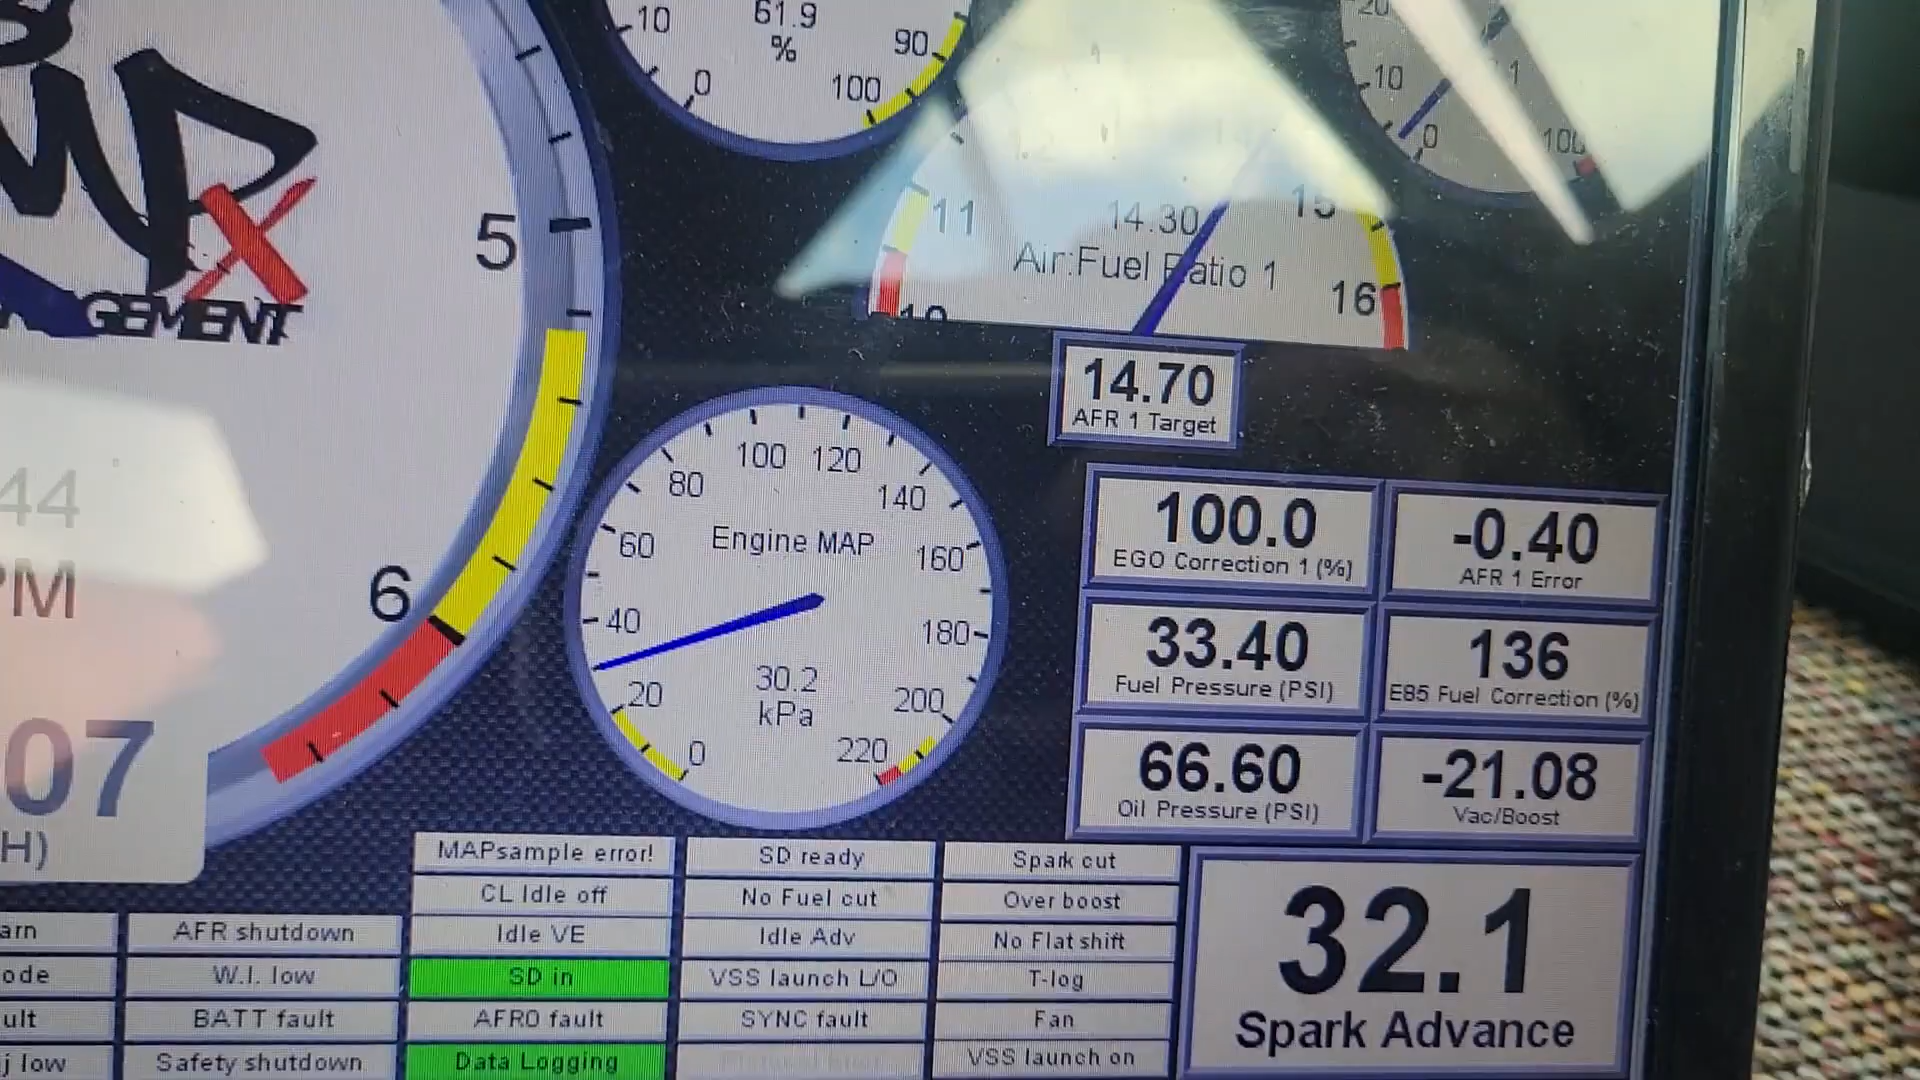 10
61.9
%
90
0
100
20
10
1
0
100
5
11
14.30
15
Air:Fuel Ratio 1
16
10
GEMENT
14.70
AFR 1 Target
44
PM
6
07
H)
80
100
120
140
60
Engine MAP
160
40
180
20
30.2
kPa
200
0
220
100.0
EGO Correction 1 (%)
-0.40
AFR 1 Error
33.40
Fuel Pressure (PSI)
136
E85 Fuel Correction (%)
66.60
Oil Pressure (PSI)
-21.08
Vac/Boost
MAPsample error!
SD ready
Spark cut
CL Idle off
No Fuel cut
Over boost
arn
AFR shutdown
Idle VE
Idle Adv
No Flat shift
ode
W.I. low
SD in
VSS launch L/O
T-log
ult
BATT fault
AFR0 fault
SYNC fault
Fan
j low
Safety shutdown
Data Logging
VSS launch on
32.1
Spark Advance